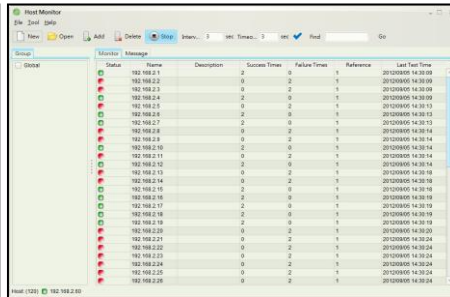 Host Monitor
File Tool Help
New Open Add Delete Stop Interv... 3 sec Timeo... 3 sec Find Go
Group
Global
Monitor Message
Status Name Description Success Times Failure Times Reference Last Test Time
192.168.2.1 2 0 1 2012/09/05 14:30:09
192.168.2.2 0 2 1 2012/09/05 14:30:09
192.168.2.3 2 0 1 2012/09/05 14:30:09
192.168.2.4 2 0 1 2012/09/05 14:30:09
192.168.2.5 0 2 1 2012/09/05 14:30:13
192.168.2.6 2 0 1 2012/09/05 14:30:13
192.168.2.7 2 0 1 2012/09/05 14:30:13
192.168.2.8 0 2 1 2012/09/05 14:30:14
192.168.2.9 0 2 1 2012/09/05 14:30:14
192.168.2.10 0 2 1 2012/09/05 14:30:14
192.168.2.11 0 2 1 2012/09/05 14:30:14
192.168.2.12 2 0 1 2012/09/05 14:30:14
192.168.2.13 0 2 1 2012/09/05 14:30:18
192.168.2.14 0 2 1 2012/09/05 14:30:18
192.168.2.15 2 0 1 2012/09/05 14:30:18
192.168.2.16 2 0 1 2012/09/05 14:30:19
192.168.2.17 2 0 1 2012/09/05 14:30:19
192.168.2.18 2 0 1 2012/09/05 14:30:19
192.168.2.19 2 0 1 2012/09/05 14:30:19
192.168.2.20 0 2 1 2012/09/05 14:30:20
192.168.2.21 0 2 1 2012/09/05 14:30:24
192.168.2.22 0 2 1 2012/09/05 14:30:24
192.168.2.23 0 2 1 2012/09/05 14:30:24
192.168.2.24 0 2 1 2012/09/05 14:30:24
192.168.2.25 0 2 1 2012/09/05 14:30:24
192.168.2.26 0 2 1 2012/09/05 14:30:24
Host: (120) 192.168.2.60